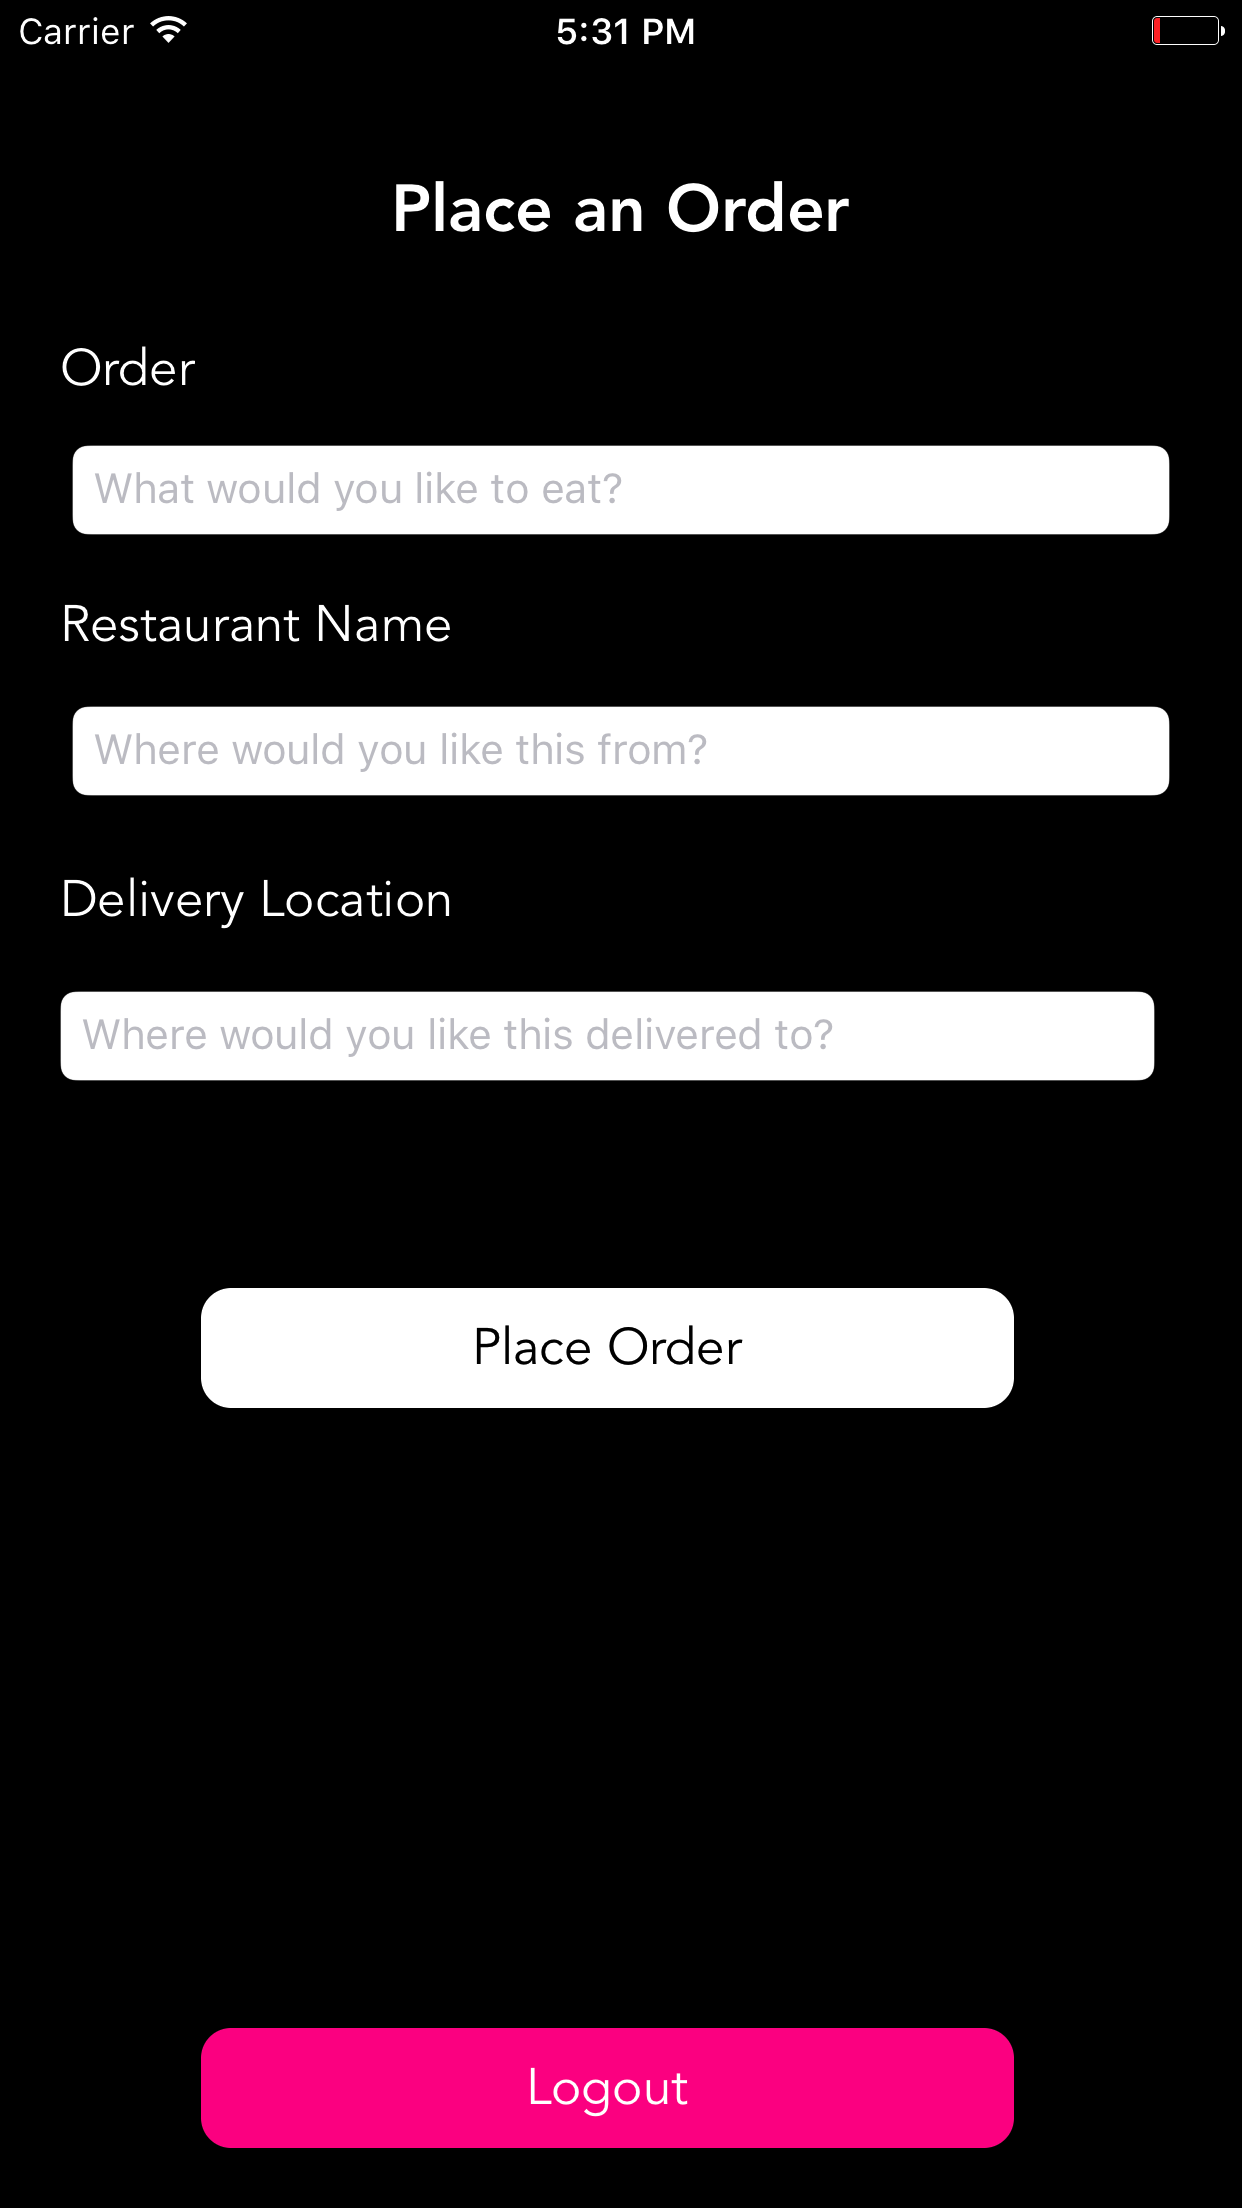 Carrier 5:31 PM
Place an Order
Order
What would you like to eat?
Restaurant Name
Where would you like this from?
Delivery Location
Where would you like this delivered to?
Place Order
Logout